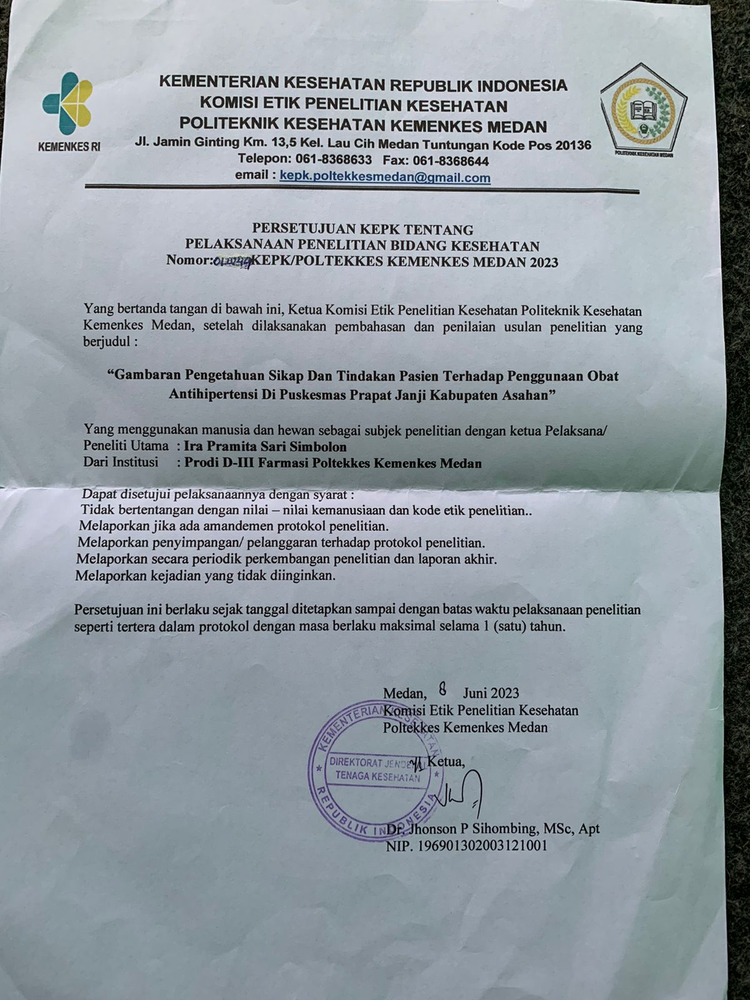 KEMENTERIAN KESEHATAN REPUBLIK INDONESIA
KOMISI ETIK PENELITIAN KESEHATAN
POLITEKNIK KESEHATAN KEMENKES MEDAN
Jl. Jamin Ginting Km. 13,5 Kel. Lau Cih Medan Tuntungan Kode Pos 20136
Telepon: 061-8368633 Fax: 061-8368644
email : kepk.poltekkesmedan@gmail.com
KEMENKES RI
POLITEKNIK KESEHATAN MEDAN
PERSETUJUAN KEPK TENTANG
PELAKSANAAN PENELITIAN BIDANG KESEHATAN
Nomor: KEPK/POLTEKKES KEMENKES MEDAN 2023
Yang bertanda tangan di bawah ini, Ketua Komisi Etik Penelitian Kesehatan Politeknik Kesehatan
Kemenkes Medan, setelah dilaksanakan pembahasan dan penilaian usulan penelitian yang
berjudul :
“Gambaran Pengetahuan Sikap Dan Tindakan Pasien Terhadap Penggunaan Obat
Antihipertensi Di Puskesmas Prapat Janji Kabupaten Asahan”
Yang menggunakan manusia dan hewan sebagai subjek penelitian dengan ketua Pelaksana/
Peneliti Utama : Ira Pramita Sari Simbolon
Dari Institusi : Prodi D-III Farmasi Poltekkes Kemenkes Medan
Dapat disetujui pelaksanaannya dengan syarat :
Tidak bertentangan dengan nilai – nilai kemanusiaan dan kode etik penelitian..
Melaporkan jika ada amandemen protokol penelitian.
Melaporkan penyimpangan/ pelanggaran terhadap protokol penelitian.
Melaporkan secara periodik perkembangan penelitian dan laporan akhir.
Melaporkan kejadian yang tidak diinginkan.
Persetujuan ini berlaku sejak tanggal ditetapkan sampai dengan batas waktu pelaksanaan penelitian
seperti tertera dalam protokol dengan masa berlaku maksimal selama 1 (satu) tahun.
Medan, 8 Juni 2023
Komisi Etik Penelitian Kesehatan
Poltekkes Kemenkes Medan
Ketua,
KEMENTERIAN KESEHATAN
DIREKTORAT JENDERAL
TENAGA KESEHATAN
REPUBLIK INDONESIA
Dr. Jhonson P Sihombing, MSc, Apt
NIP. 196901302003121001